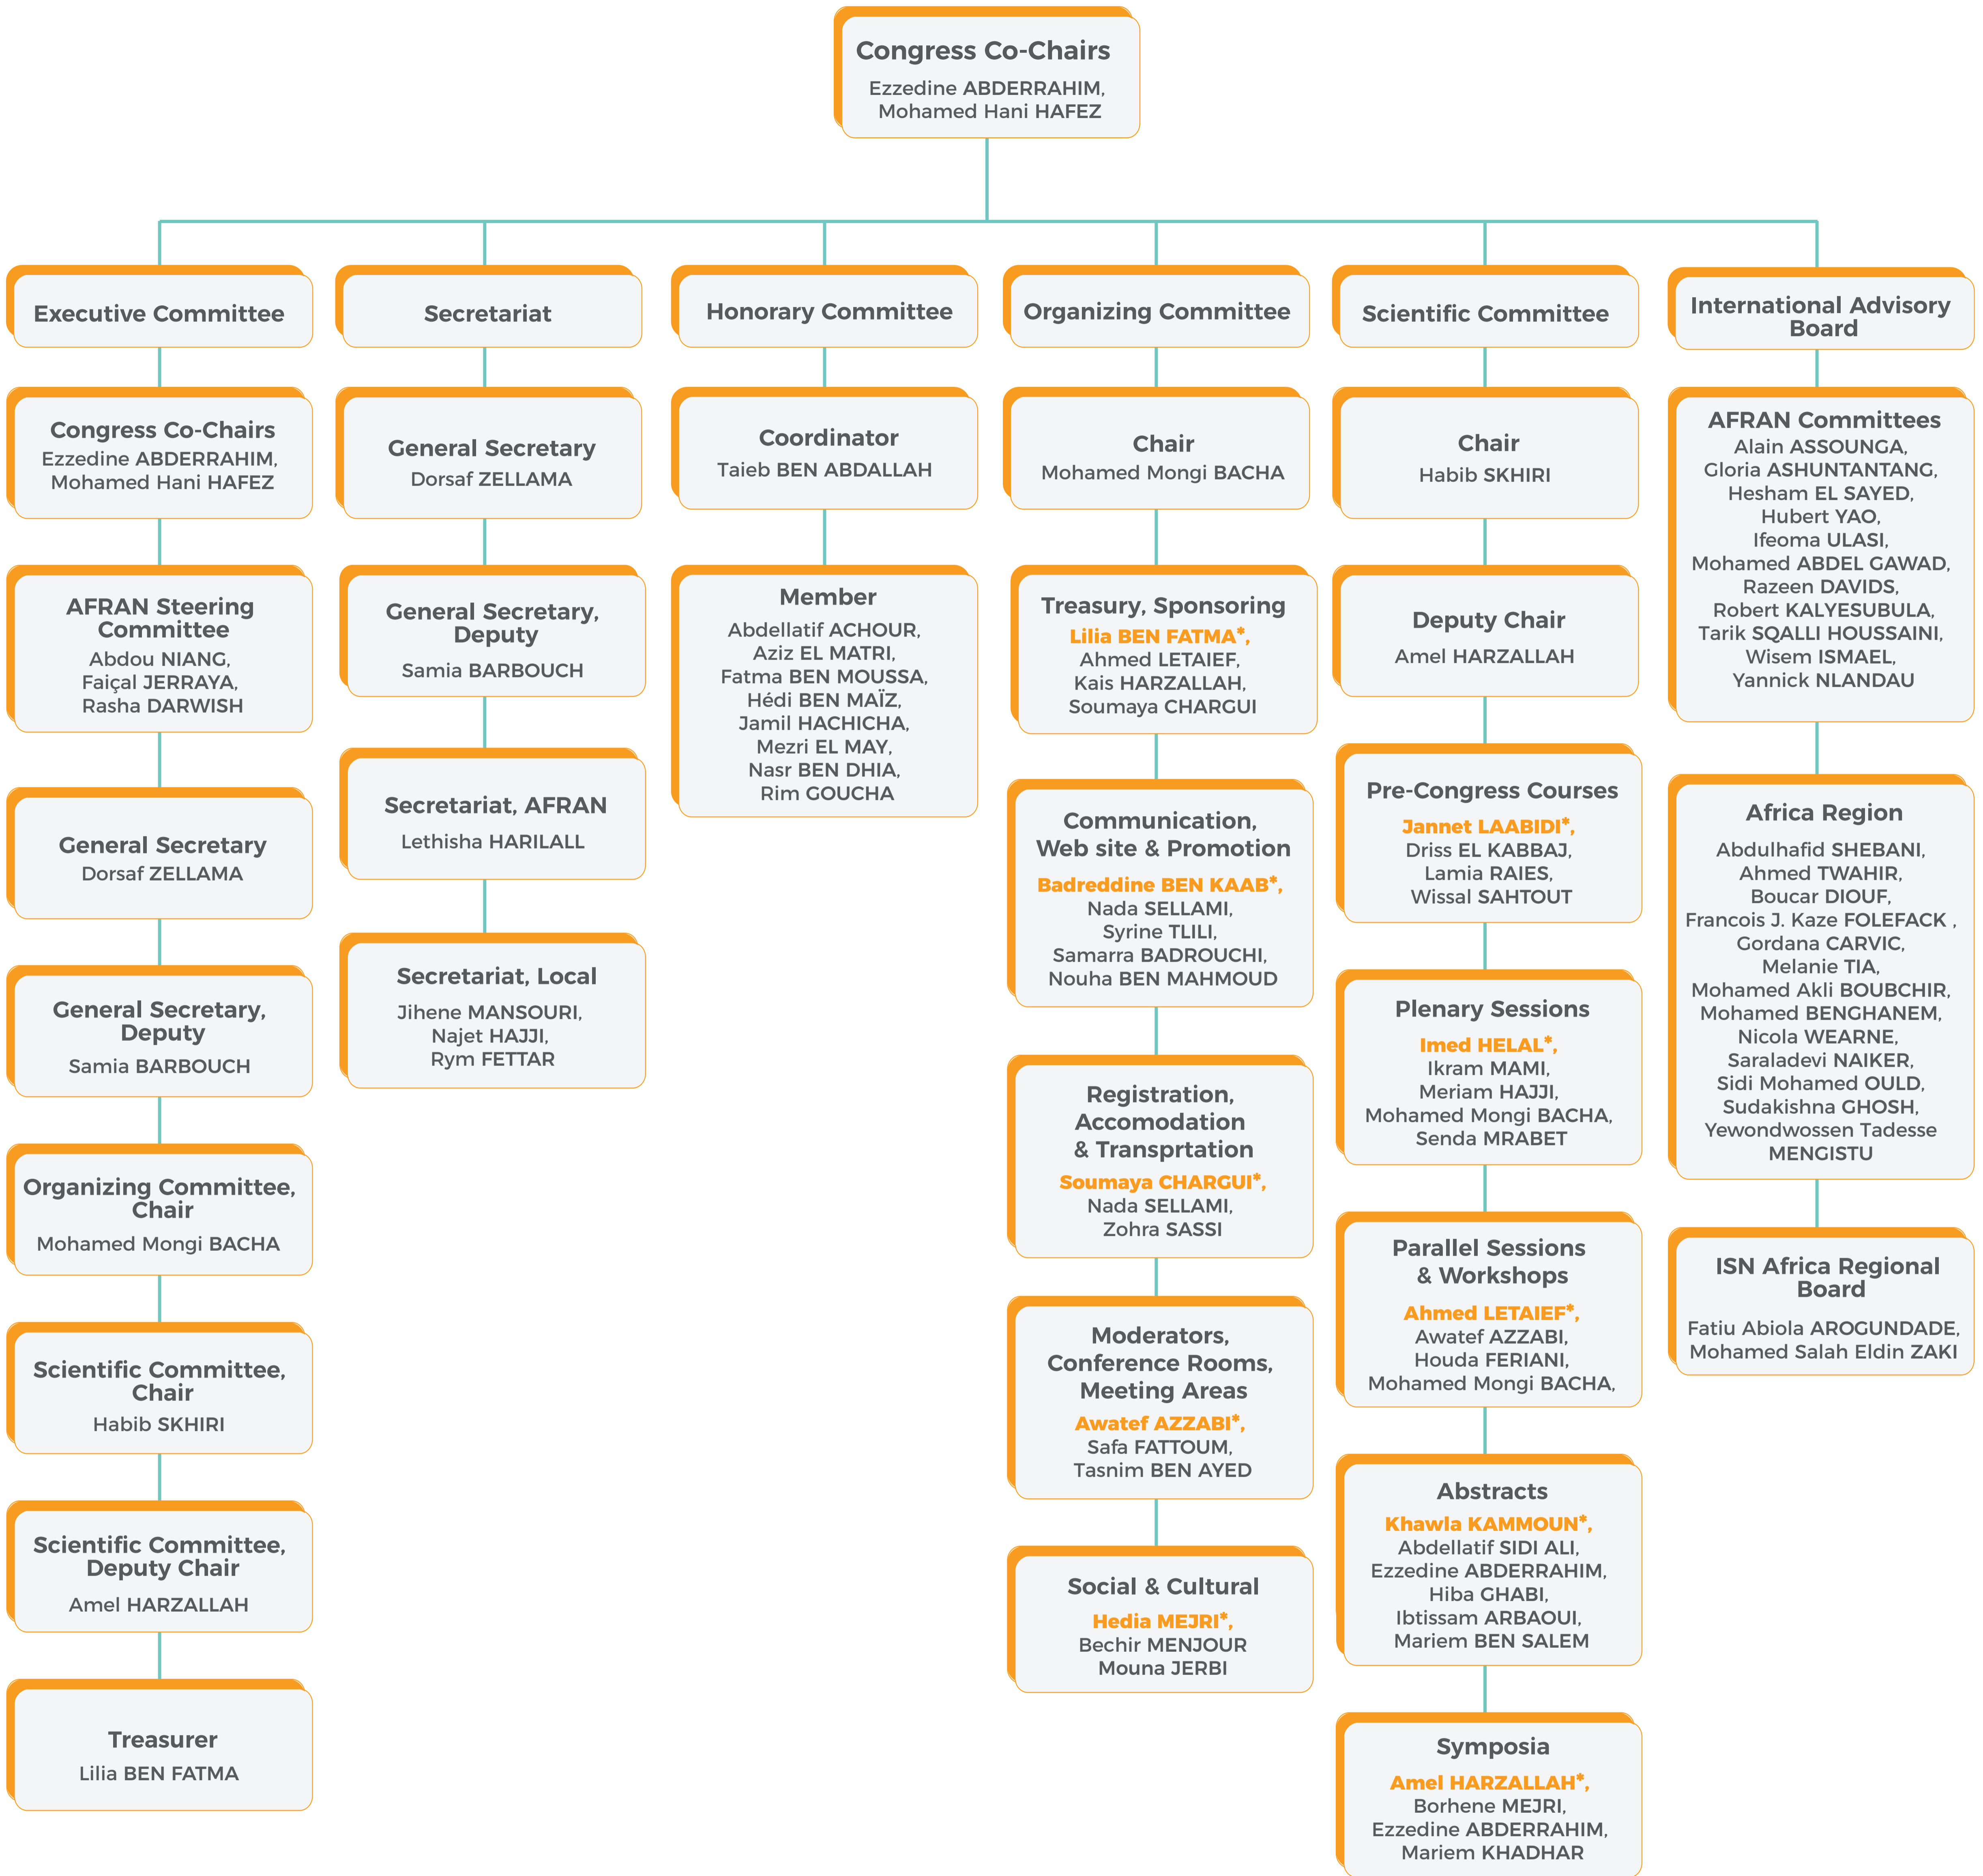 Congress Co-Chairs
Ezzedine ABDERRAHIM,
Mohamed Hani HAFEZ
Executive Committee
Congress Co-Chairs
Ezzedine ABDERRAHIM,
Mohamed Hani HAFEZ
AFRAN Steering
Committee
Abdou NIANG,
Faiçal JERRAYA,
Rasha DARWISH
General Secretary
Dorsaf ZELLAMA
General Secretary,
Deputy
Samia BARBOUCH
Organizing Committee,
Chair
Mohamed Mongi BACHA
Scientific Committee,
Chair
Habib SKHIRI
Scientific Committee,
Deputy Chair
Amel HARZALLAH
Treasurer
Lilia BEN FATMA
Secretariat
General Secretary
Dorsaf ZELLAMA
General Secretary,
Deputy
Samia BARBOUCH
Secretariat, AFRAN
Lethisha HARILALL
Secretariat, Local
Jihene MANSOURI,
Najet HAJJI,
Rym FETTAR
Honorary Committee
Coordinator
Taieb BEN ABDALLAH
Member
Abdellatif ACHOUR,
Aziz EL MATRI,
Fatma BEN MOUSSA,
Hédi BEN MAÏZ,
Jamil HACHICHA,
Mezri EL MAY,
Nasr BEN DHIA,
Rim GOUCHA
Organizing Committee
Chair
Mohamed Mongi BACHA
Treasury, Sponsoring
Lilia BEN FATMA*,
Ahmed LETAIEF,
Kais HARZALLAH,
Soumaya CHARGUI
Communication,
Web site & Promotion
Badreddine BEN KAAB*,
Nada SELLAMI,
Syrine TLILI,
Samarra BADROUCHI,
Nouha BEN MAHMOUD
Registration,
Accomodation
& Transprtation
Soumaya CHARGUI*,
Nada SELLAMI,
Zohra SASSI
Moderators,
Conference Rooms,
Meeting Areas
Awatef AZZABI*,
Safa FATTOUM,
Tasnim BEN AYED
Social & Cultural
Hedia MEJRI*,
Bechir MENJOUR
Mouna JERBI
Scientific Committee
Chair
Habib SKHIRI
Deputy Chair
Amel HARZALLAH
Pre-Congress Courses
Jannet LAABIDI*,
Driss EL KABBAJ,
Lamia RAIES,
Wissal SAHTOUT
Plenary Sessions
Imed HELAL*,
Ikram MAMI,
Meriam HAJJI,
Mohamed Mongi BACHA,
Senda MRABET
Parallel Sessions
& Workshops
Ahmed LETAIEF*,
Awatef AZZABI,
Houda FERIANI,
Mohamed Mongi BACHA,
Abstracts
Khawla KAMMOUN*,
Abdellatif SIDI ALI,
Ezzedine ABDERRAHIM,
Hiba GHABI,
Ibtissam ARBAOUI,
Mariem BEN SALEM
Symposia
Amel HARZALLAH*,
Borhene MEJRI,
Ezzedine ABDERRAHIM,
Mariem KHADHAR
International Advisory
Board
AFRAN Committees
Alain ASSOUNGA,
Gloria ASHUNTANTANG,
Hesham EL SAYED,
Hubert YAO,
Ifeoma ULASI,
Mohamed ABDEL GAWAD,
Razeen DAVIDS,
Robert KALYESUBULA,
Tarik SQALLI HOUSSAINI,
Wisem ISMAEL,
Yannick NLANDAU
Africa Region
Abdulhafid SHEBANI,
Ahmed TWAHIR,
Boucar DIOUF,
Francois J. Kaze FOLEFACK ,
Gordana CARVIC,
Melanie TIA,
Mohamed Akli BOUBCHIR,
Mohamed BENGHANEM,
Nicola WEARNE,
Saraladevi NAIKER,
Sidi Mohamed OULD,
Sudakishna GHOSH,
Yewondwossen Tadesse
MENGISTU
ISN Africa Regional
Board
Fatiu Abiola AROGUNDADE,
Mohamed Salah Eldin ZAKI